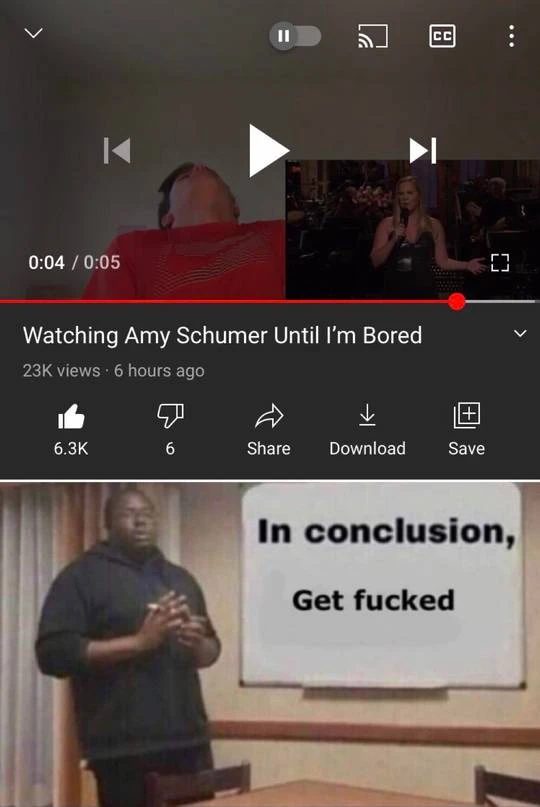 CC
0:04 / 0:05
Watching Amy Schumer Until I'm Bored
23K views · 6 hours ago
6.3K
6
Share
Download
Save
In conclusion,
Get fucked